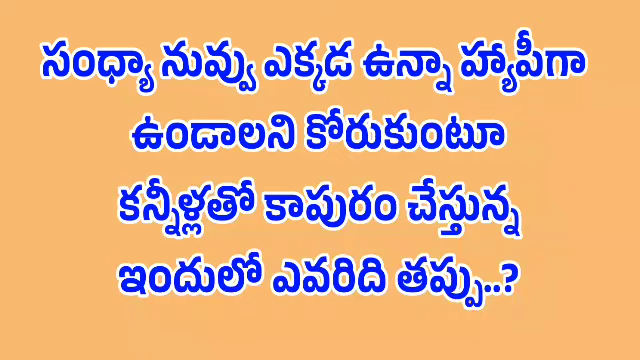 సంధ్యా నువ్వు ఎక్కడ ఉన్నా హ్యాపీగా
ఉండాలని కోరుకుంటూ
కన్నీళ్లతో కాపురం చేస్తున్న
ఇందులో ఎవరిది తప్పు..?